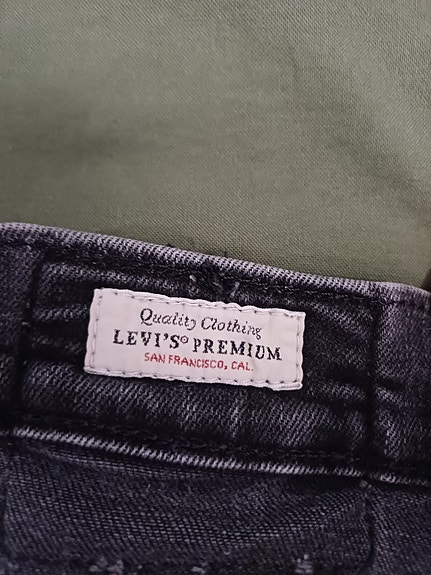 Quality Clothing
LEVI'S® PREMIUM
SAN FRANCISCO, CAL.